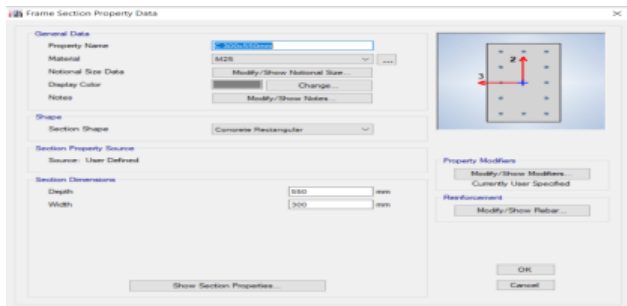 Frame Section Property Data
General Data
Property Name C 300x550mm
Material M25 ...
Notional Size Data Modify/Show Notional Size...
Display Color Change...
Notes Modify/Show Notes...
Shape
Section Shape Concrete Rectangular
Section Property Source
Source: User Defined
Section Dimensions
Depth 550 mm
Width 300 mm
Show Section Properties...
2
3
Property Modifiers
Modify/Show Modifiers...
Currently User Specified
Reinforcement
Modify/Show Rebar...
OK
Cancel